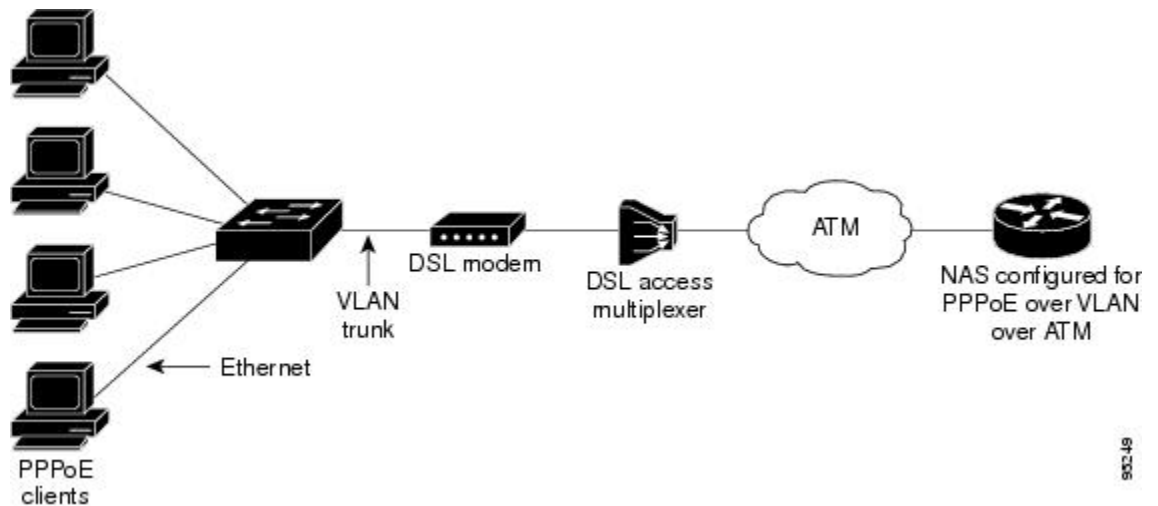 ATM
DSL modem
DSL access
multiplexer
NAS configured for
PPPoE over VLAN
over ATM
VLAN
trunk
Ethernet
PPPoE
clients
95249